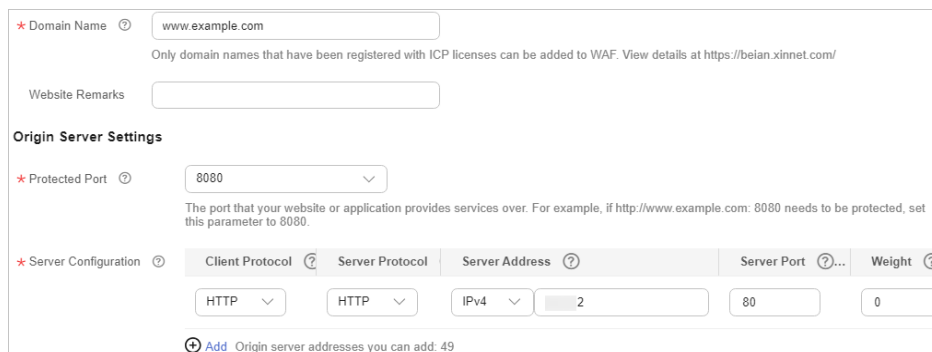 * Domain Name
www.example.com
Only domain names that have been registered with ICP licenses can be added to WAF. View details at https://beian.xinnet.com/
Website Remarks
Origin Server Settings
* Protected Port
8080
The port that your website or application provides services over. For example, if http://www.example.com: 8080 needs to be protected, set
this parameter to 8080.
* Server Configuration
Client Protocol Server Protocol Server Address Server Port ... Weight
HTTP HTTP IPv4 2 80 0
Add Origin server addresses you can add: 49